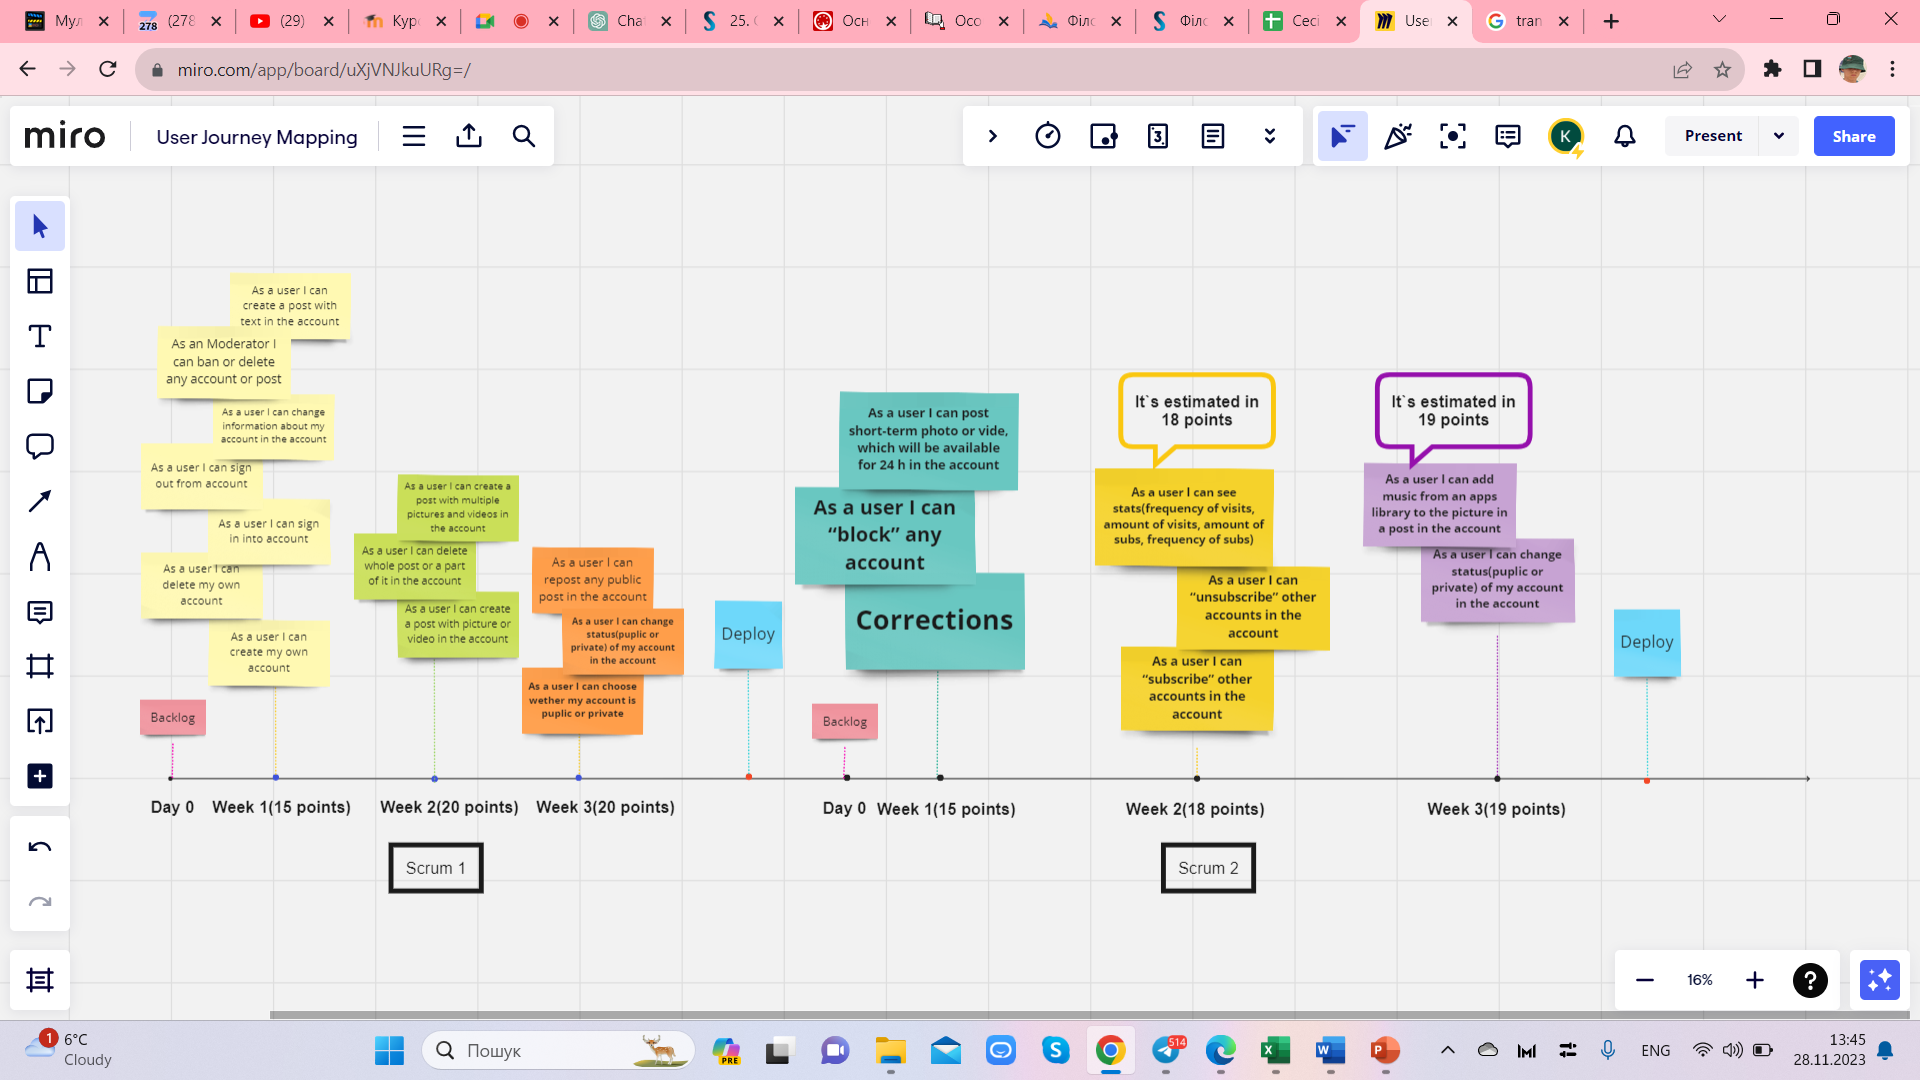 Мул
(278
(29)
Кур
Chat
25. С
Осн
Осо
Філс
Філс
Сесі
User
tran
miro.com/app/board/uXjVNJkuURg=/
miro
User Journey Mapping
K
Present
Share
As a user I can
create a post with
text in the account
As an Moderator I
can ban or delete
any account or post
As a user I can change
information about my
account in the account
As a user I can sign
out from account
As a user I can sign
in into account
As a user I can
delete my own
account
As a user I can
create my own
account
Backlog
As a user I can create a
post with multiple
pictures and videos in
the account
As a user I can delete
whole post or a part
of it in the account
As a user I can create
a post with picture or
video in the account
As a user I can
repost any public
post in the account
As a user I can change
status(puplic or
private) of my account
in the account
As a user I can choose
wether my account is
puplic or private
Deploy
As a user I can post
short-term photo or vide,
which will be available
for 24 h in the account
As a user I can
“block” any
account
Corrections
Backlog
It`s estimated in
18 points
As a user I can see
stats(frequency of visits,
amount of visits, amount of
subs, frequency of subs)
As a user I can
“unsubscribe” other
accounts in the
account
As a user I can
“subscribe” other
accounts in the
account
It`s estimated in
19 points
As a user I can add
music from an apps
library to the picture in
a post in the account
As a user I can change
status(puplic or
private) of my account
in the account
Deploy
Day 0
Week 1(15 points)
Week 2(20 points)
Week 3(20 points)
Day 0
Week 1(15 points)
Week 2(18 points)
Week 3(19 points)
Scrum 1
Scrum 2
16%
1
6°C
Cloudy
Пошук
PRE
514
ENG
13:45
28.11.2023